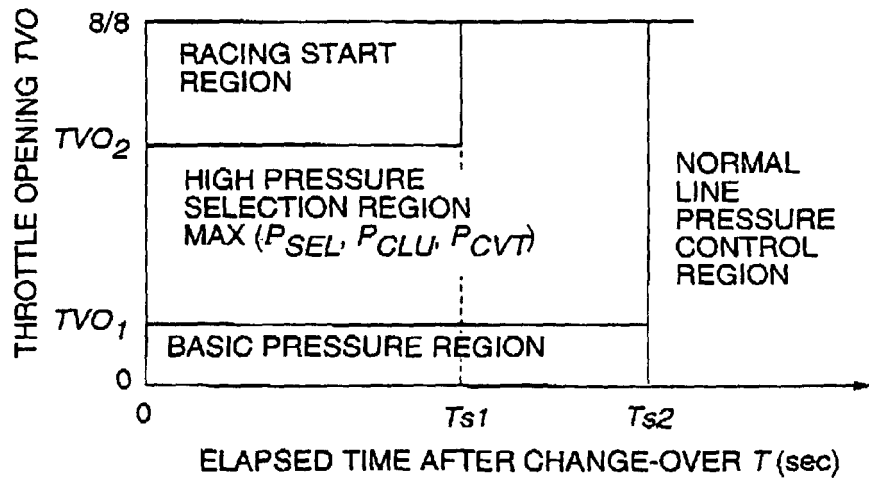 THROTTLE OPENING TVO
8/8
TVO2
TVO1
0
RACING START
REGION
HIGH PRESSURE
SELECTION REGION
MAX (PSEL, PCLU, PCVT)
BASIC PRESSURE REGION
NORMAL
LINE
PRESSURE
CONTROL
REGION
0
Ts1
Ts2
ELAPSED TIME AFTER CHANGE-OVER T (sec)